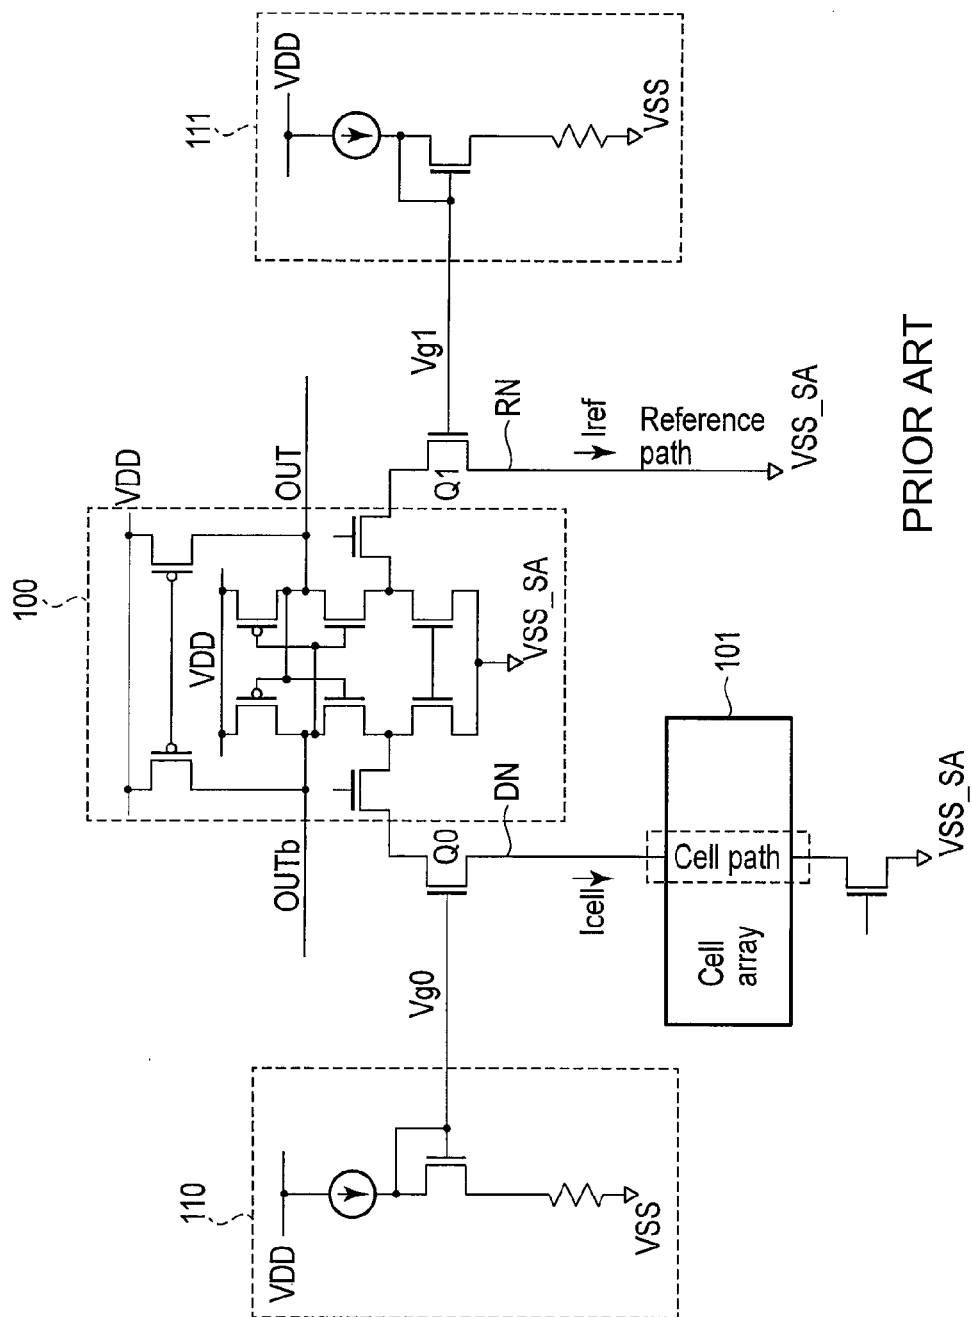 100
111
110
VDD
VDD
VDD
VDD
OUTb
OUT
VDD
VSS
Vg0
Q0
DN
Icell
VSS_SA
Q1
Vg1
RN
Iref
Reference
path
VSS_SA
VSS
101
Cell path
Cell
array
VSS_SA
PRIOR ART